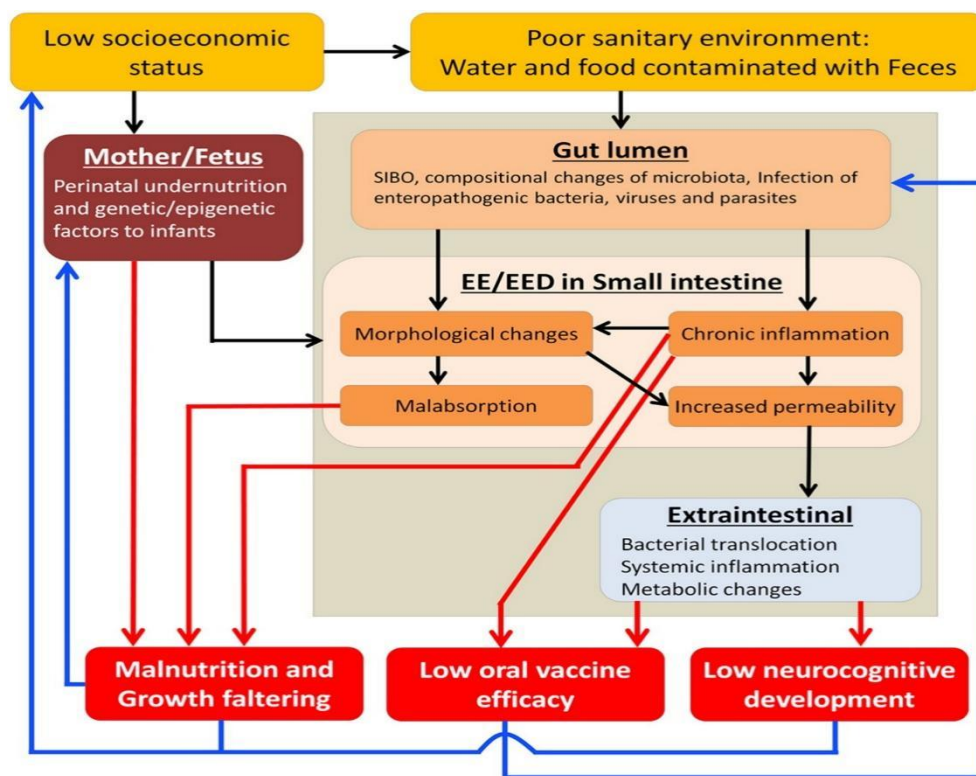 Low socioeconomic
status
Poor sanitary environment:
Water and food contaminated with Feces
Mother/Fetus
Perinatal undernutrition
and genetic/epigenetic
factors to infants
Gut lumen
SIBO, compositional changes of microbiota, Infection of
enteropathogenic bacteria, viruses and parasites
EE/EED in Small intestine
Morphological changes
Chronic inflammation
Malabsorption
Increased permeability
Extraintestinal
Bacterial translocation
Systemic inflammation
Metabolic changes
Malnutrition and
Growth faltering
Low oral vaccine
efficacy
Low neurocognitive
development